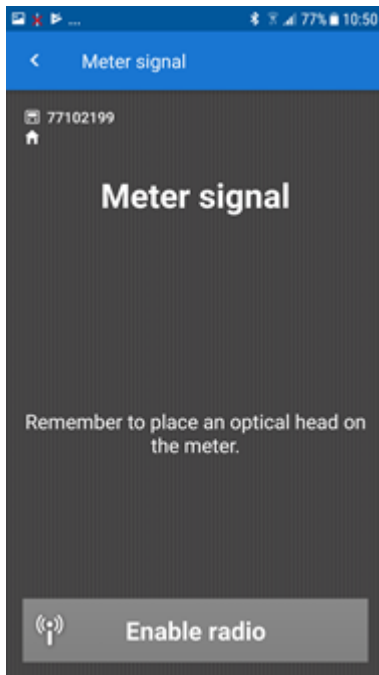 ... 77% 10:50
Meter signal
77102199
Meter signal
Remember to place an optical head on
the meter.
Enable radio